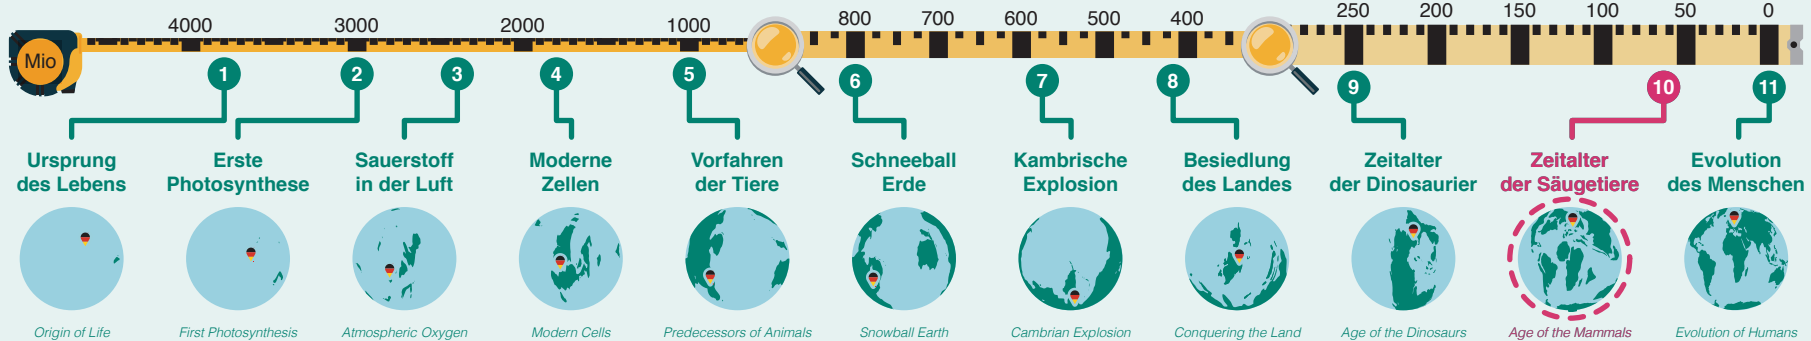 Mio
4000 3000 2000 1000 800 700 600 500 400 250 200 150 100 50 0
1 2 3 4 5 6 7 8 9 10 11
Ursprung
des Lebens
Erste
Photosynthese
Sauerstoff
in der Luft
Moderne
Zellen
Vorfahren
der Tiere
Schneeball
Erde
Kambrische
Explosion
Besiedlung
des Landes
Zeitalter
der Dinosaurier
Zeitalter
der Säugetiere
Evolution
des Menschen
Origin of Life
First Photosynthesis
Atmospheric Oxygen
Modern Cells
Predecessors of Animals
Snowball Earth
Cambrian Explosion
Conquering the Land
Age of the Dinosaurs
Age of the Mammals
Evolution of Humans